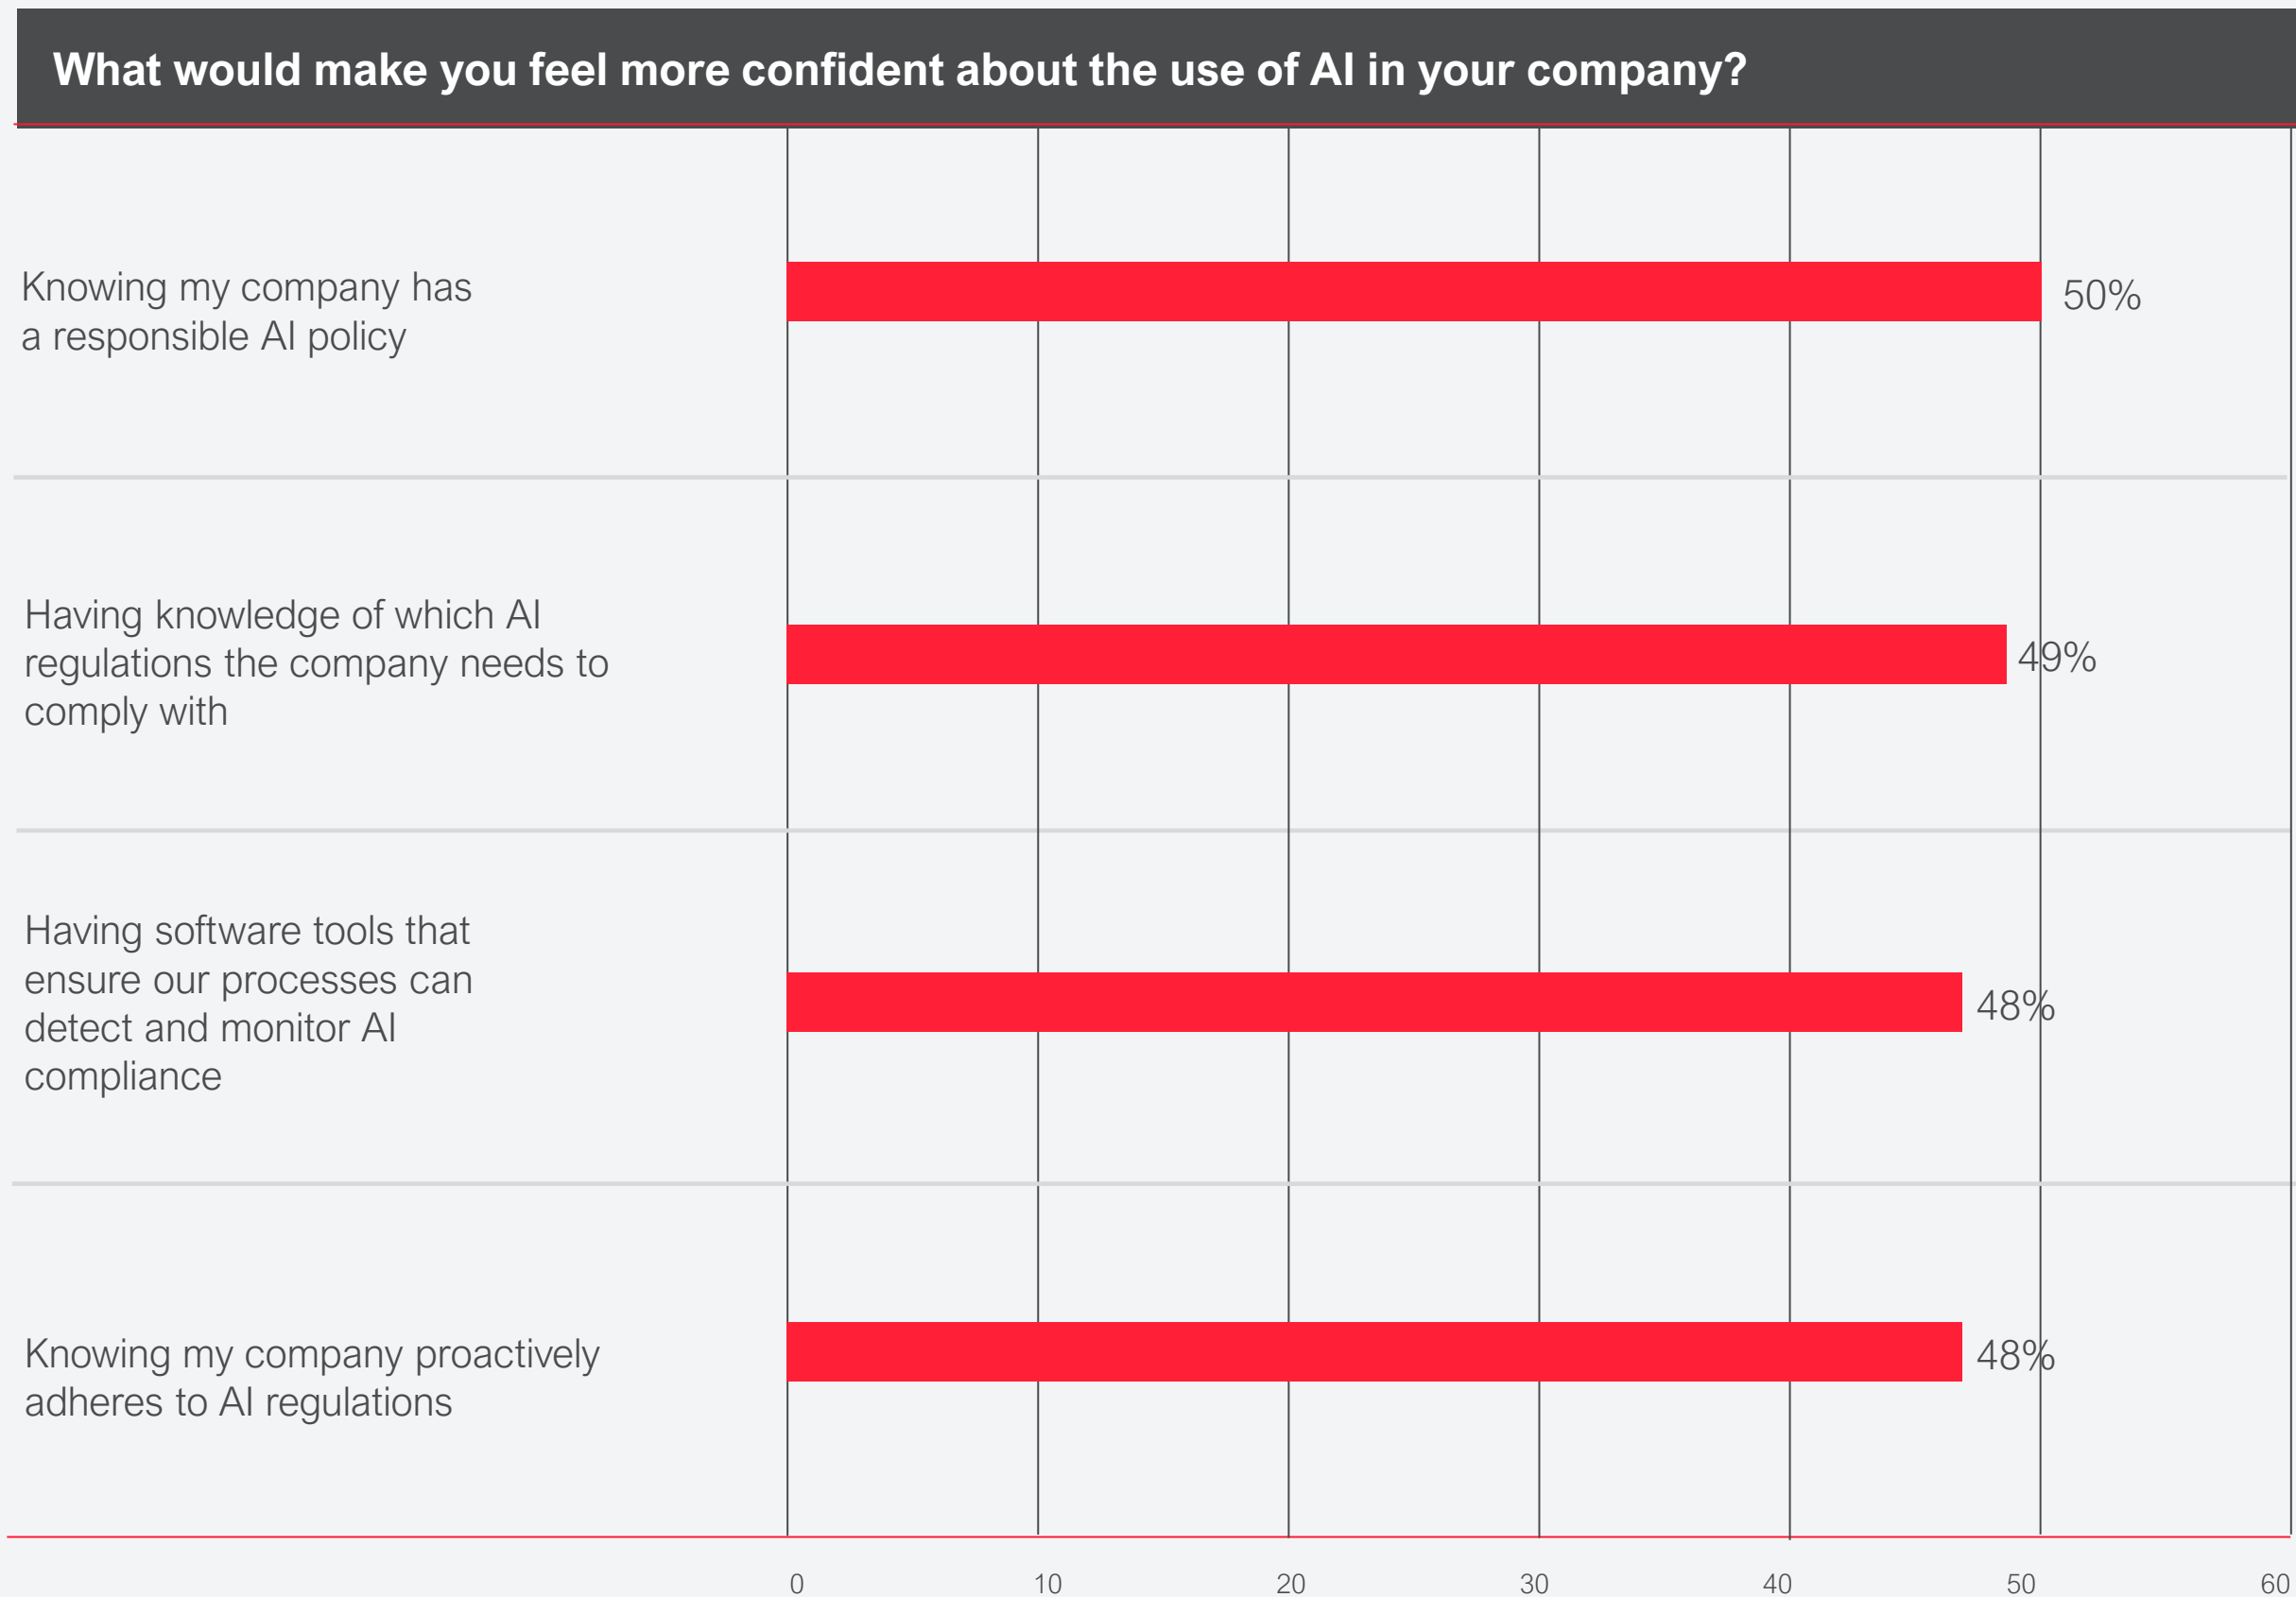 What would make you feel more confident about the use of AI in your company?
Knowing my company has
a responsible AI policy
50%
Having knowledge of which AI
regulations the company needs to
comply with
49%
Having software tools that
ensure our processes can
detect and monitor AI
compliance
48%
Knowing my company proactively
adheres to AI regulations
48%
0 10 20 30 40 50 60